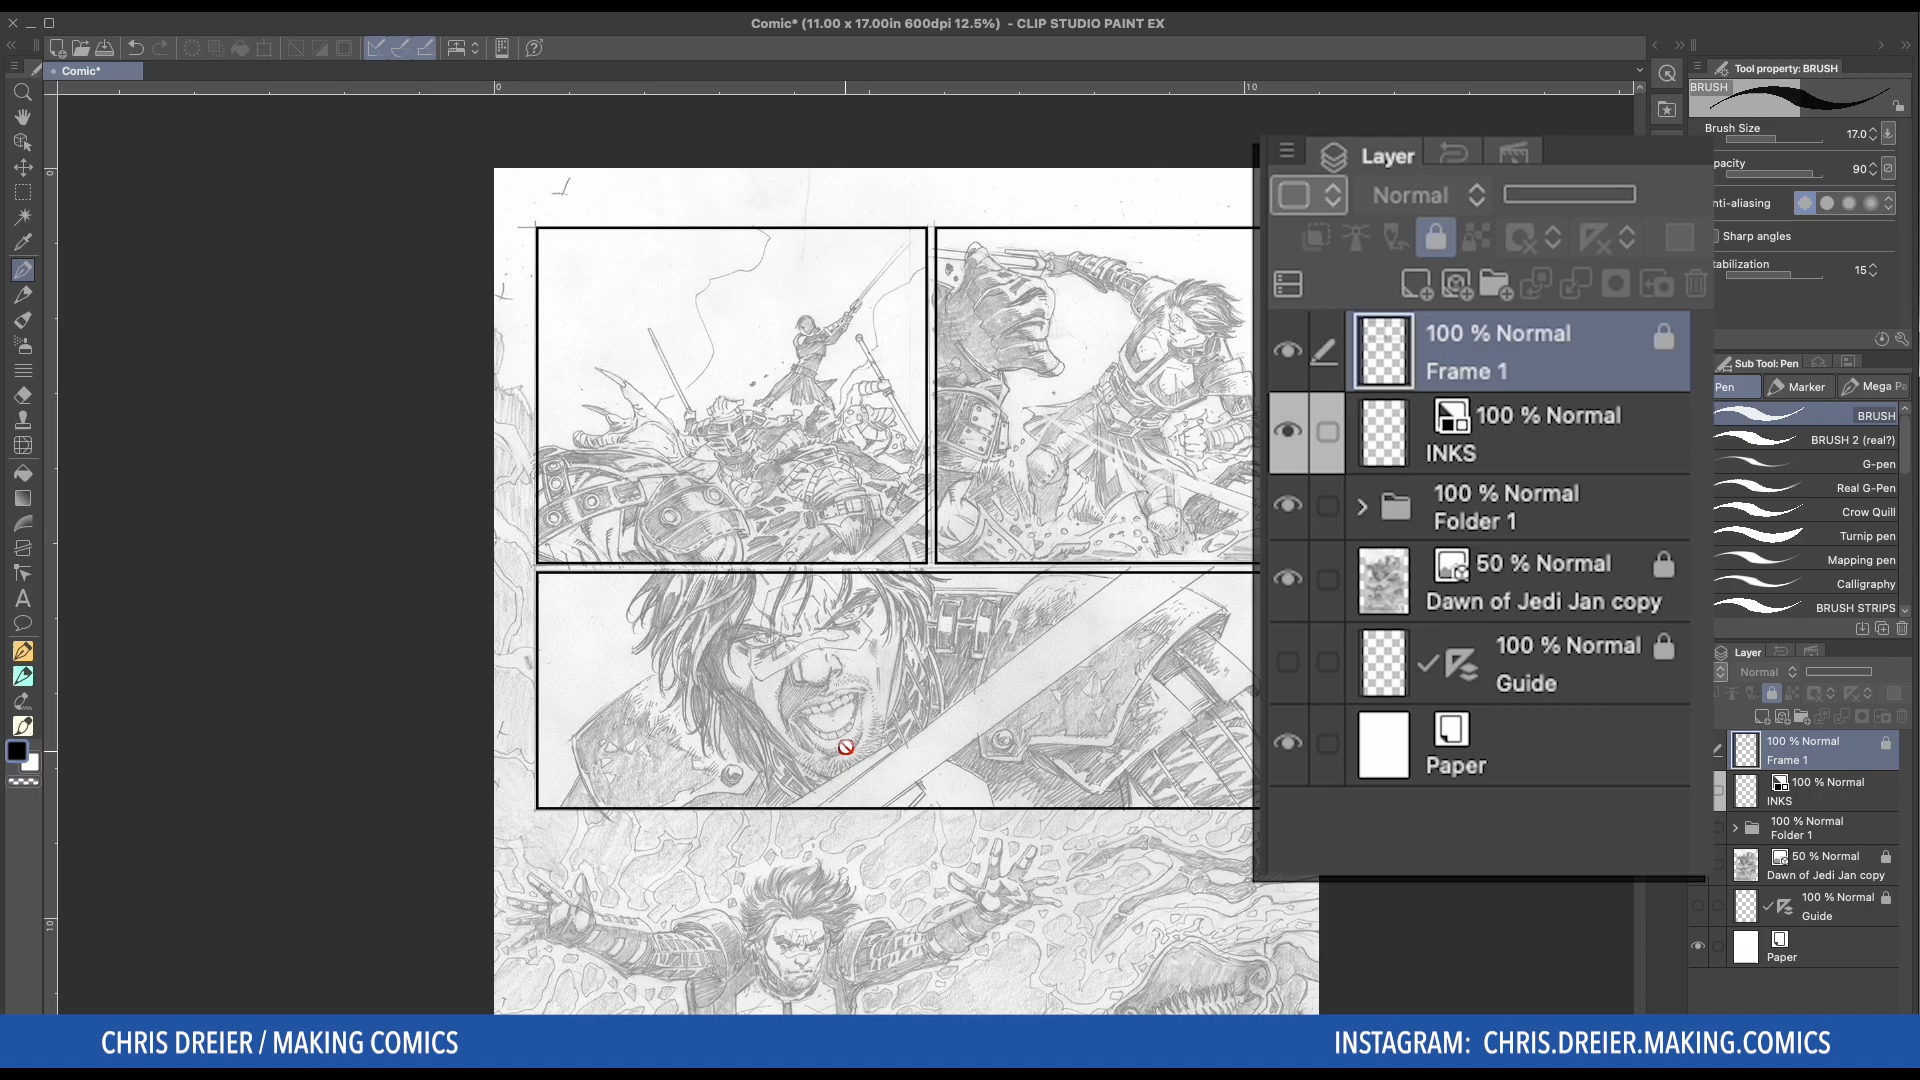 Comic* (11.00 x 17.00in 600dpi 12.5%) - CLIP STUDIO PAINT EX
Comic*
0
10
0
10
Tool property: BRUSH
BRUSH
Brush Size
17.0
pacity
90
nti-aliasing
Sharp angles
tabilization
15
Sub Tool: Pen
Pen
Marker
Mega Pa
BRUSH
BRUSH 2 (real?)
G-pen
Real G-Pen
Crow Quill
Turnip pen
Mapping pen
Calligraphy
BRUSH STRIPS
Layer
Normal
100 % Normal
Frame 1
100 % Normal
INKS
100 % Normal
Folder 1
50 % Normal
Dawn of Jedi Jan copy
100 % Normal
Guide
Paper
Layer
Normal
100 % Normal
Frame 1
100 % Normal
INKS
100 % Normal
Folder 1
50 % Normal
Dawn of Jedi Jan copy
100 % Normal
Guide
Paper
CHRIS DREIER / MAKING COMICS
INSTAGRAM: CHRIS.DREIER.MAKING.COMICS